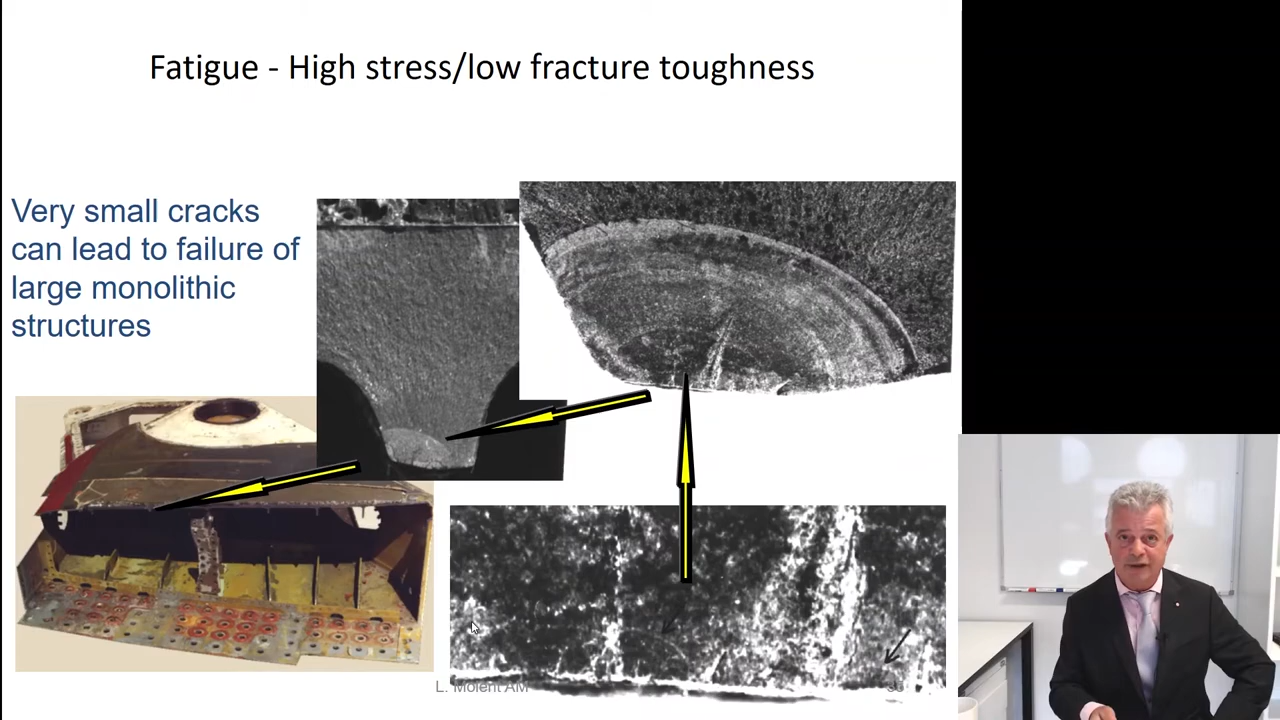 Fatigue - High stress/low fracture toughness
Very small cracks
can lead to failure of
large monolithic
structures
L. Molent AM